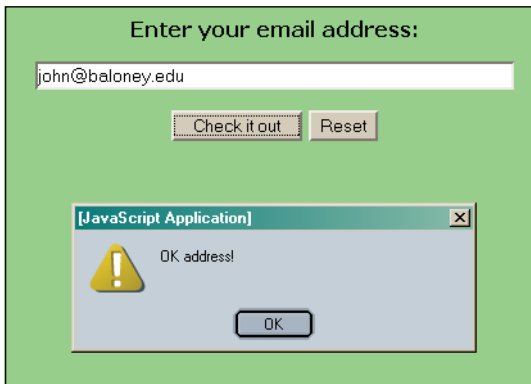 Enter your email address:
john@baloney.edu
Check it out Reset
[JavaScript Application]
OK address!
OK